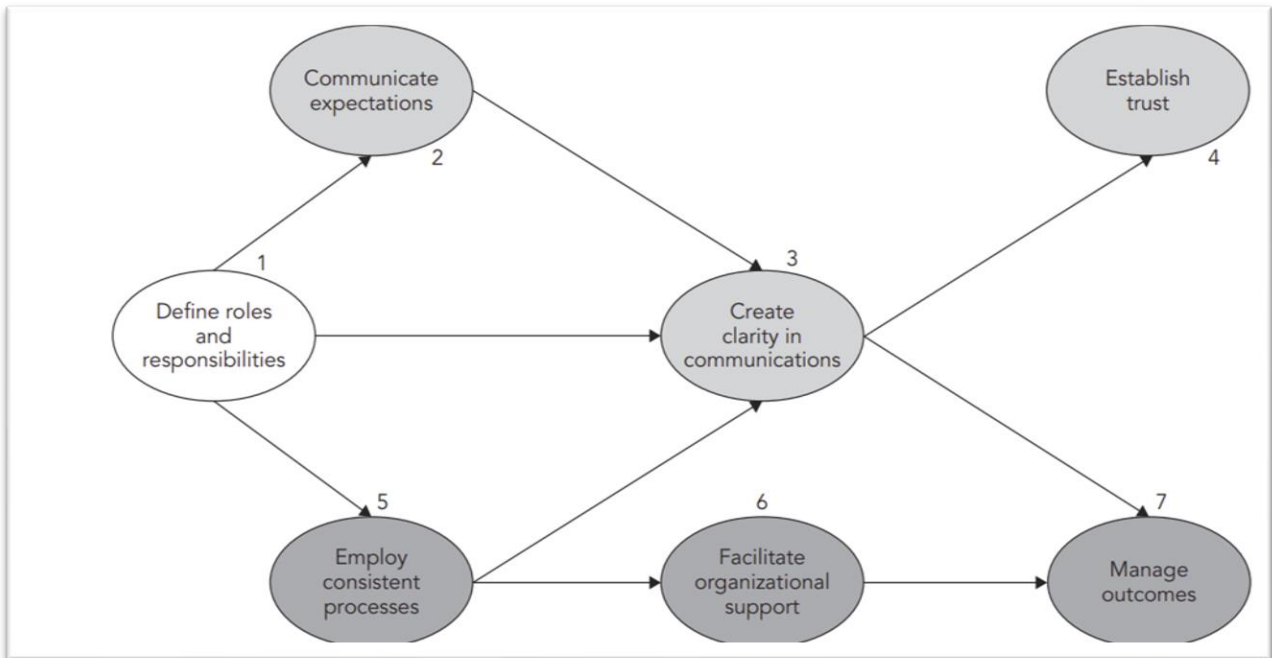 Communicate
expectations
2
Establish
trust
4
1
Define roles
and
responsibilities
3
Create
clarity in
communications
5
Employ
consistent
processes
6
Facilitate
organizational
support
7
Manage
outcomes